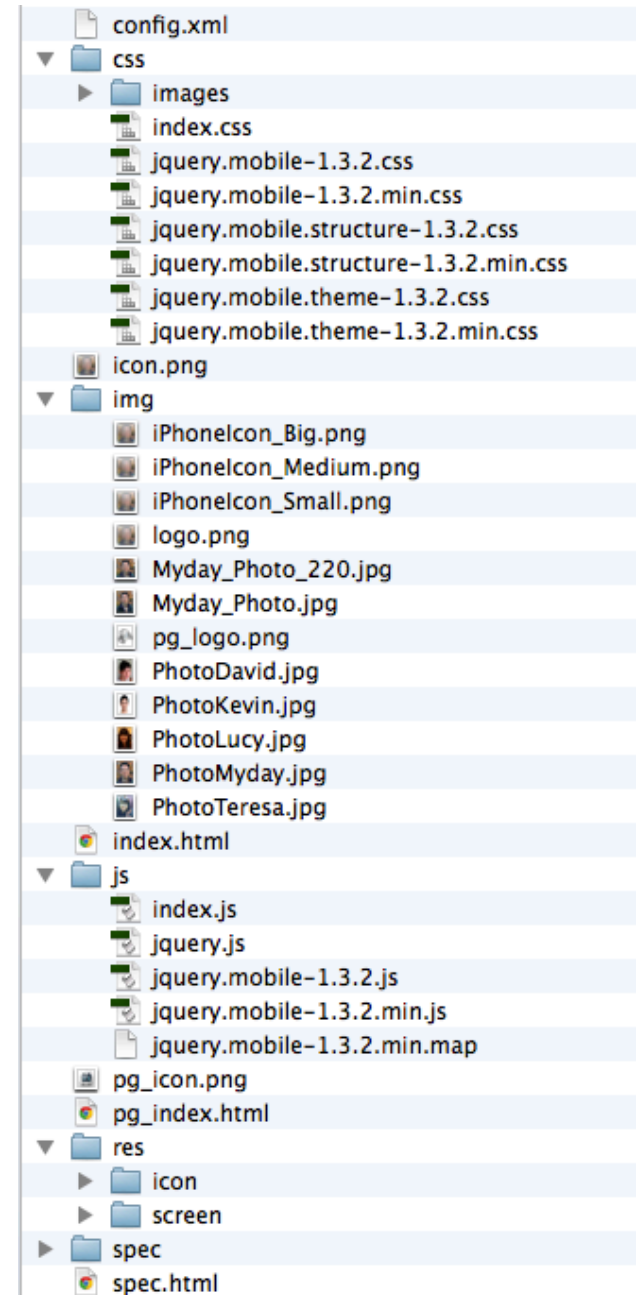 config.xml
css
images
index.css
jquery.mobile-1.3.2.css
jquery.mobile-1.3.2.min.css
jquery.mobile.structure-1.3.2.css
jquery.mobile.structure-1.3.2.min.css
jquery.mobile.theme-1.3.2.css
jquery.mobile.theme-1.3.2.min.css
icon.png
img
iPhoneIcon_Big.png
iPhoneIcon_Medium.png
iPhoneIcon_Small.png
logo.png
Myday_Photo_220.jpg
Myday_Photo.jpg
pg_logo.png
PhotoDavid.jpg
PhotoKevin.jpg
PhotoLucy.jpg
PhotoMyday.jpg
PhotoTeresa.jpg
index.html
js
index.js
jquery.js
jquery.mobile-1.3.2.js
jquery.mobile-1.3.2.min.js
jquery.mobile-1.3.2.min.map
pg_icon.png
pg_index.html
res
icon
screen
spec
spec.html